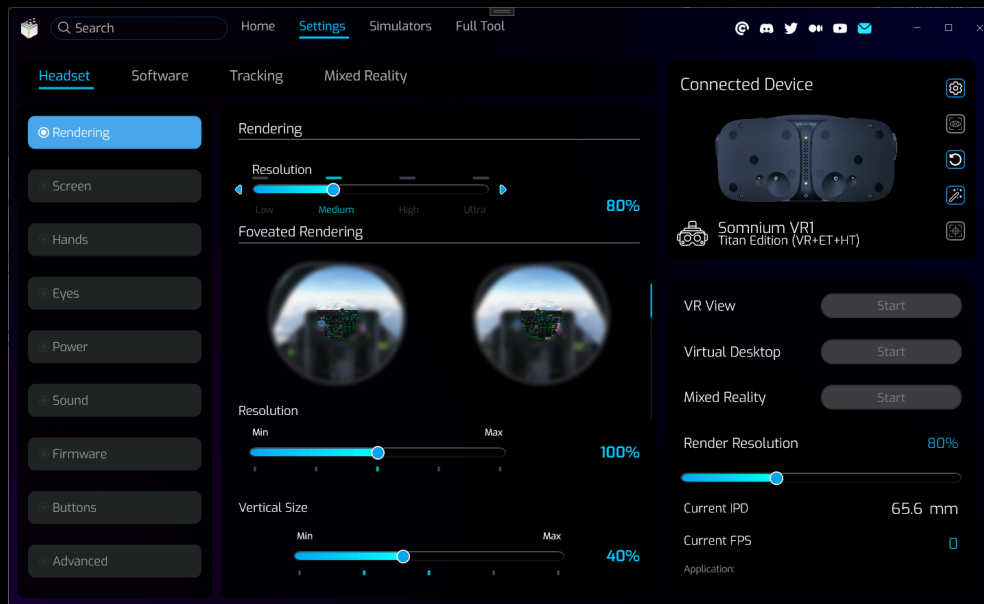 Search
Home
Settings
Simulators
Full Tool
Headset
Software
Tracking
Mixed Reality
Rendering
Screen
Hands
Eyes
Power
Sound
Firmware
Buttons
Advanced
Rendering
Resolution
Low
Medium
High
Ultra
80%
Foveated Rendering
Resolution
Min
Max
100%
Vertical Size
Min
Max
40%
Connected Device
Somnium VR1
Titan Edition (VR+ET+HT)
VR View
Start
Virtual Desktop
Start
Mixed Reality
Start
Render Resolution
80%
Current IPD
65.6 mm
Current FPS
0
Application: